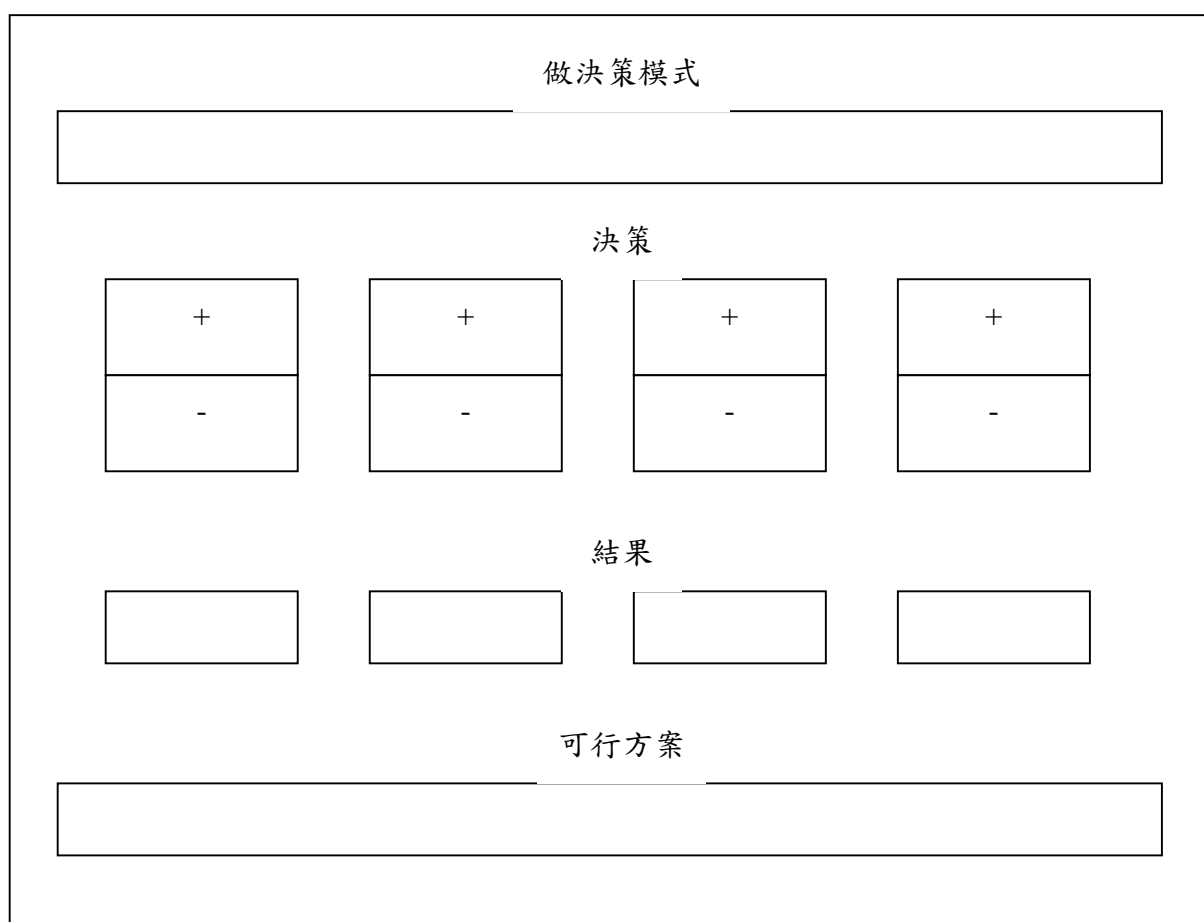 做決策模式
決策
+ + + +
- - - -
結果
可行方案